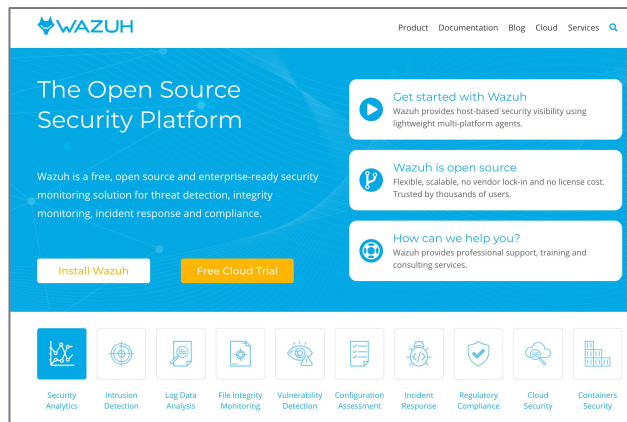 WAZUH
Product Documentation Blog Cloud Services
The Open Source
Security Platform
Wazuh is a free, open source and enterprise-ready security
monitoring solution for threat detection, integrity
monitoring, incident response and compliance.
Install Wazuh
Free Cloud Trial
Get started with Wazuh
Wazuh provides host-based security visibility using
lightweight multi-platform agents.
Wazuh is open source
Flexible, scalable, no vendor lock-in and no license cost.
Trusted by thousands of users.
How can we help you?
Wazuh provides professional support, training and
consulting services.
Security
Analytics
Intrusion
Detection
Log Data
Analysis
File Integrity
Monitoring
Vulnerability
Detection
Configuration
Assessment
Incident
Response
Regulatory
Compliance
Cloud
Security
Containers
Security